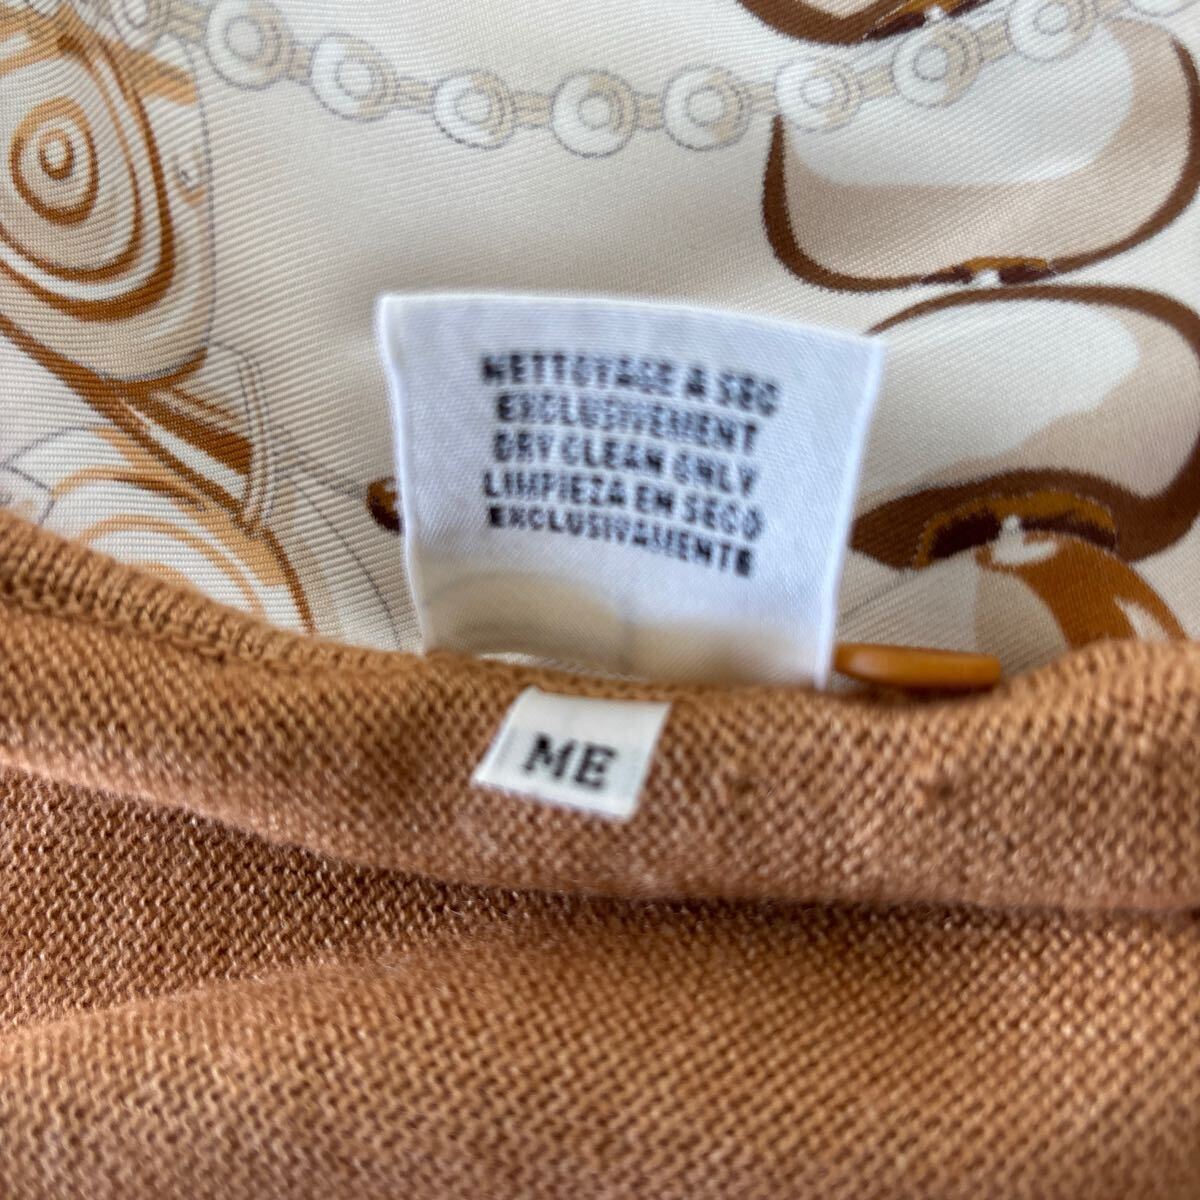 NETTOYAGE A SEC
EXCLUSIVEMENT
DRY CLEAN ONLY
LIMPIEZA EN SECO
EXCLUSIVAMENTE
ME